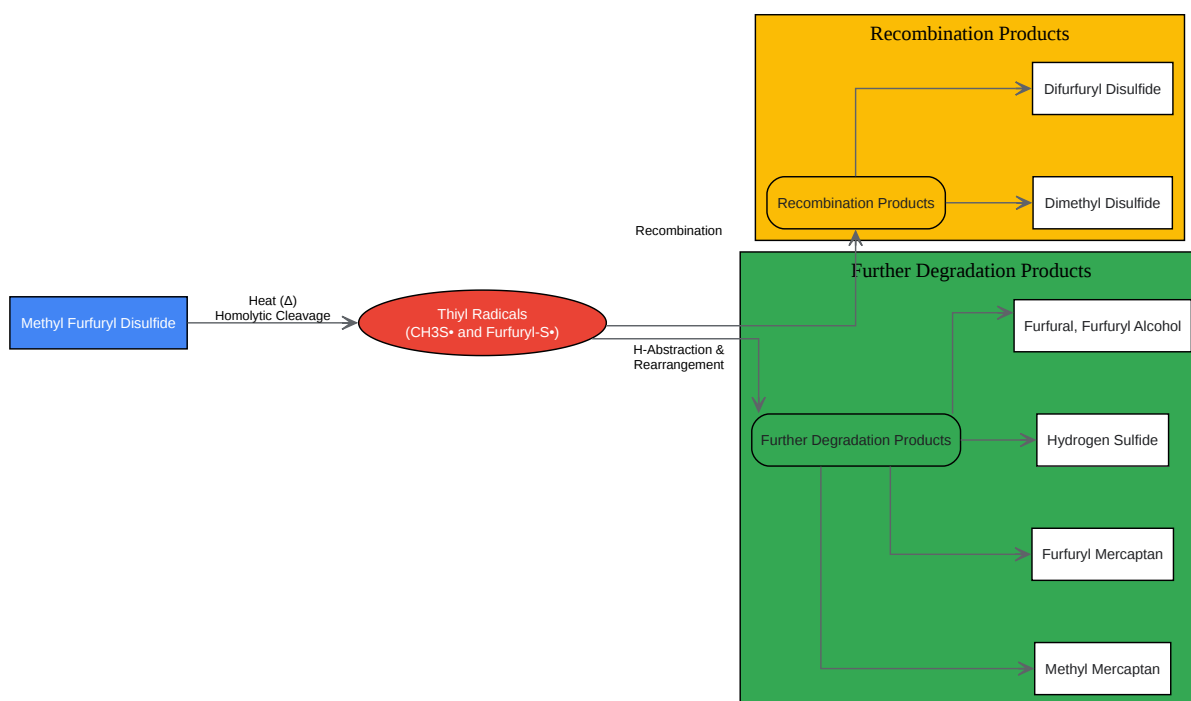 Recombination Products
Difurfuryl Disulfide
Recombination Products
Dimethyl Disulfide
Recombination
Further Degradation Products
Methyl Furfuryl Disulfide
Heat (Δ)
Homolytic Cleavage
Thiyl Radicals
(CH3S• and Furfuryl-S•)
Furfural, Furfuryl Alcohol
H-Abstraction &
Rearrangement
Further Degradation Products
Hydrogen Sulfide
Furfuryl Mercaptan
Methyl Mercaptan